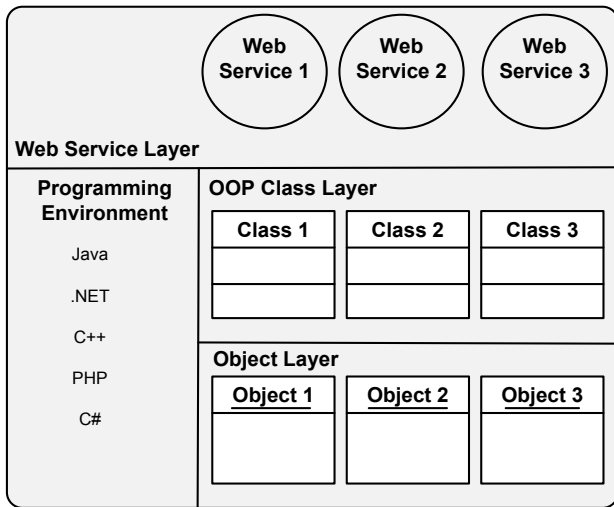 Web
Service 1
Web
Service 2
Web
Service 3
Web Service Layer
Programming
Environment
Java
.NET
C++
PHP
C#
OOP Class Layer
Class 1
Class 2
Class 3
Object Layer
Object 1
Object 2
Object 3